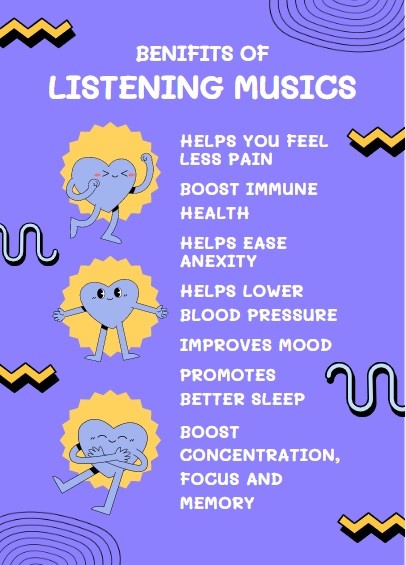 BENIFITS OF
LISTENING MUSICS
HELPS YOU FEEL
LESS PAIN
BOOST IMMUNE
HEALTH
HELPS EASE
ANEXITY
HELPS LOWER
BLOOD PRESSURE
IMPROVES MOOD
PROMOTES
BETTER SLEEP
BOOST
CONCENTRATION,
FOCUS AND
MEMORY